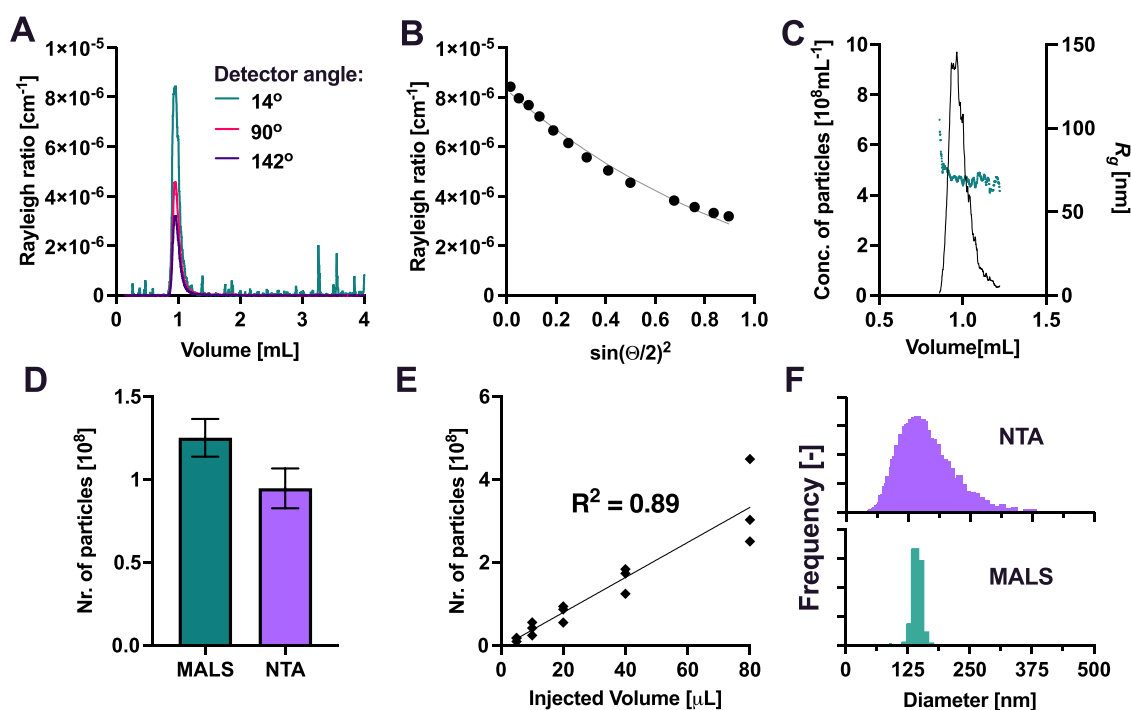 A
Rayleigh ratio [cm⁻¹]
1×10⁻⁵
8×10⁻⁶
6×10⁻⁶
4×10⁻⁶
2×10⁻⁶
0
Detector angle:
14°
90°
142°
0 1 2 3 4
Volume [mL]
B
Rayleigh ratio [cm⁻¹]
1×10⁻⁵
8×10⁻⁶
6×10⁻⁶
4×10⁻⁶
2×10⁻⁶
0
0.0 0.2 0.4 0.6 0.8 1.0
sin(Θ/2)²
C
Conc. of particles [10⁸mL⁻¹]
10
8
6
4
2
0
150
100
50
0
Rg [nm]
0.5 1.0 1.5
Volume[mL]
D
Nr. of particles [10⁸]
1.5
1
0.5
0.0
MALS NTA
E
Nr. of particles [10⁸]
6
4
2
0
R² = 0.89
0 20 40 60 80
Injected Volume [μL]
F
Frequency [-]
NTA
MALS
0 125 250 375 500
Diameter [nm]